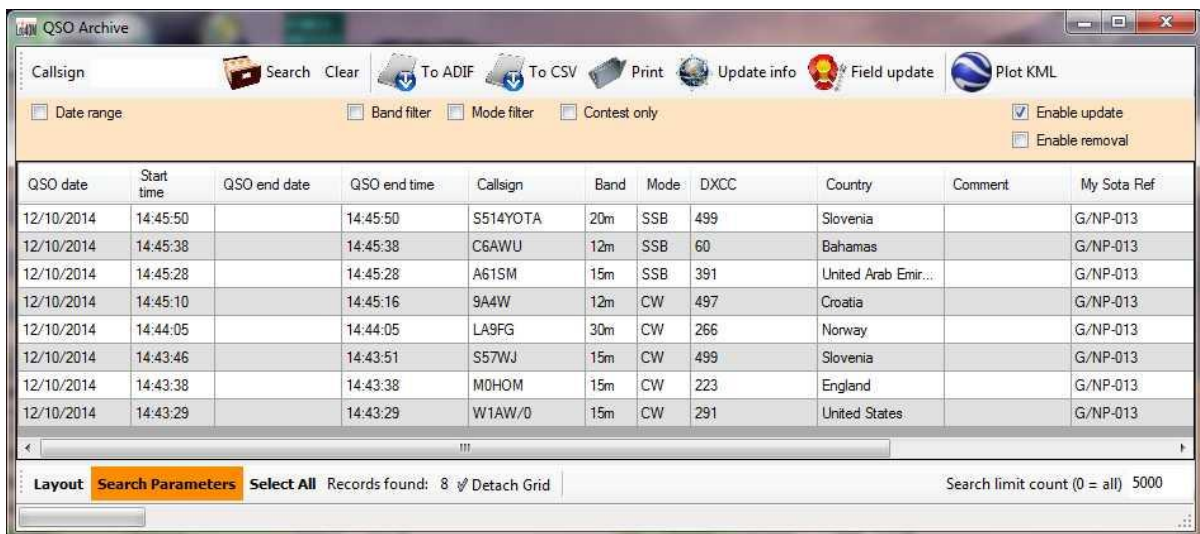 QSO Archive
Callsign Search Clear To ADIF To CSV Print Update info Field update Plot KML
Date range Band filter Mode filter Contest only Enable update
Enable removal
QSO date Start time QSO end date QSO end time Callsign Band Mode DXCC Country Comment My Sota Ref
12/10/2014 14:45:50 14:45:50 S514YOTA 20m SSB 499 Slovenia G/NP-013
12/10/2014 14:45:38 14:45:38 C6AWU 12m SSB 60 Bahamas G/NP-013
12/10/2014 14:45:28 14:45:28 A61SM 15m SSB 391 United Arab Emir... G/NP-013
12/10/2014 14:45:10 14:45:16 9A4W 12m CW 497 Croatia G/NP-013
12/10/2014 14:44:05 14:44:05 LA9FG 30m CW 266 Norway G/NP-013
12/10/2014 14:43:46 14:43:51 S57WJ 15m CW 499 Slovenia G/NP-013
12/10/2014 14:43:38 14:43:38 M0HOM 15m CW 223 England G/NP-013
12/10/2014 14:43:29 14:43:29 W1AW/0 15m CW 291 United States G/NP-013
Layout Search Parameters Select All Records found: 8 Detach Grid Search limit count (0 = all) 5000